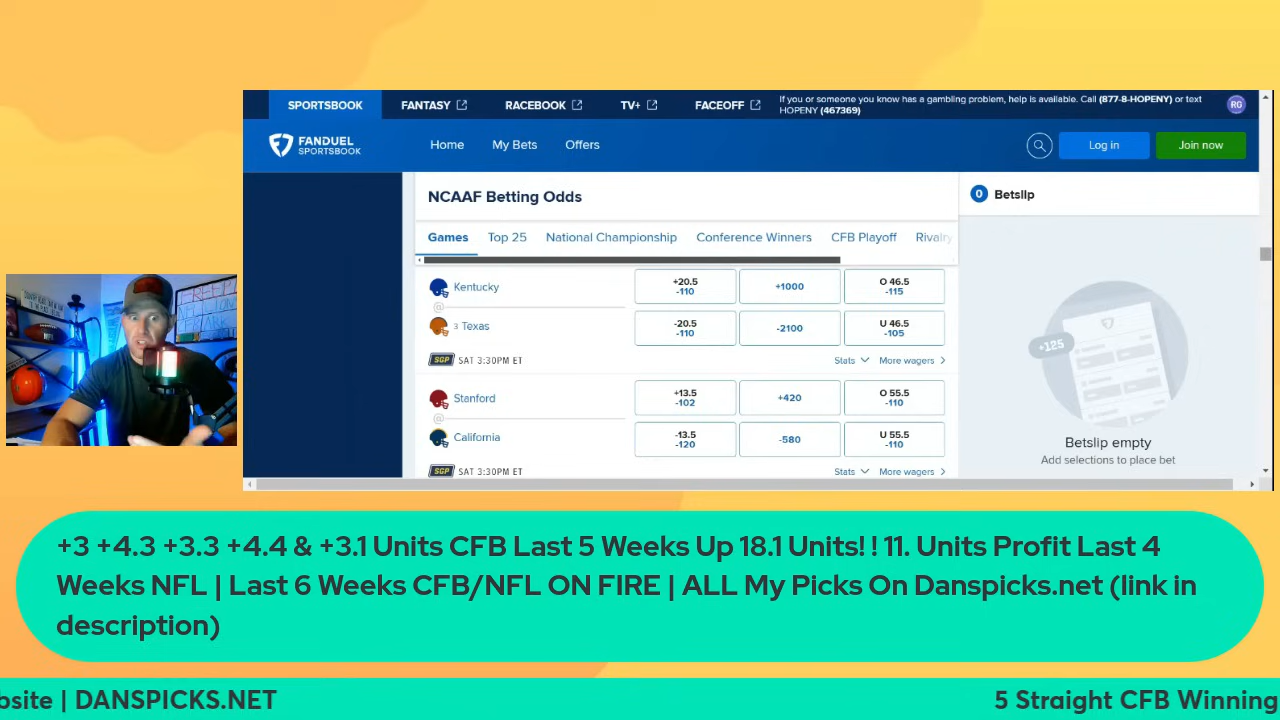 SPORTSBOOK FANTASY RACEBOOK TV+ FACEOFF
If you or someone you know has a gambling problem, help is available. Call (877-8-HOPENY) or text
HOPENY (467369)
RG
FANDUEL
SPORTSBOOK
Home My Bets Offers
Log in Join now
NCAAF Betting Odds
0 Betslip
Games Top 25 National Championship Conference Winners CFB Playoff Rivalry
Kentucky +20.5 -110 +1000 O 46.5 -115
@
3 Texas -20.5 -110 -2100 U 46.5 -105
SGP SAT 3:30PM ET Stats More wagers
Stanford +13.5 -102 +420 O 55.5 -110
@
California -13.5 -120 -580 U 55.5 -110
SGP SAT 3:30PM ET Stats More wagers
+125
Betslip empty
Add selections to place bet
+3 +4.3 +3.3 +4.4 & +3.1 Units CFB Last 5 Weeks Up 18.1 Units! ! 11. Units Profit Last 4
Weeks NFL | Last 6 Weeks CFB/NFL ON FIRE | ALL My Picks On Danspicks.net (link in
description)
bsite | DANSPICKS.NET 5 Straight CFB Winning